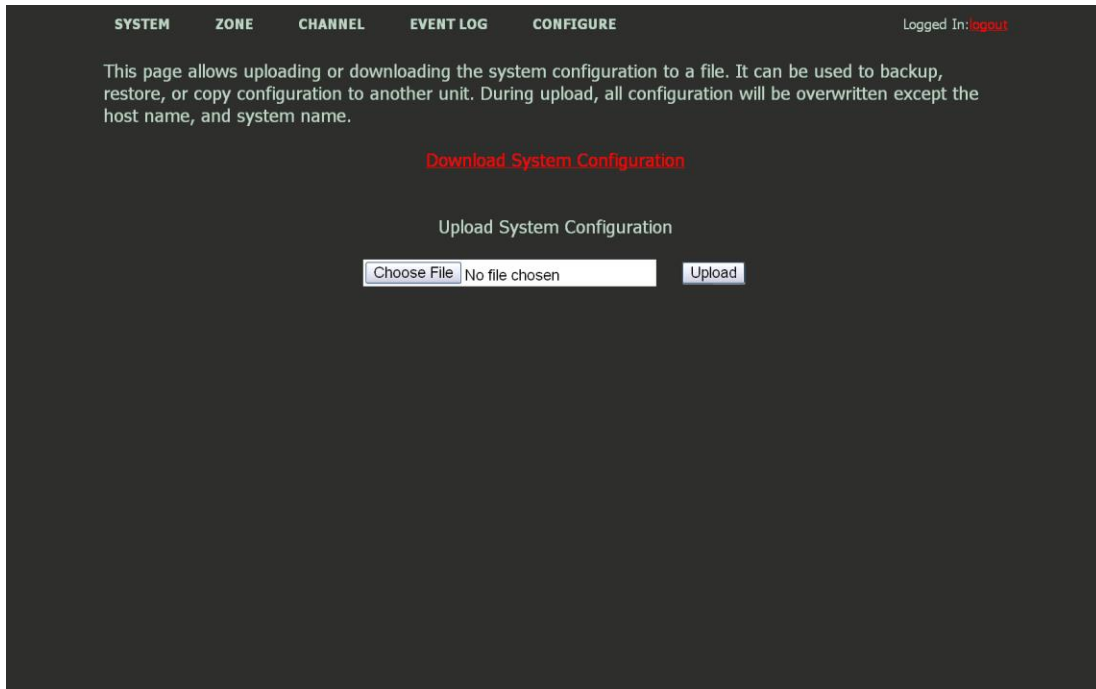 SYSTEM ZONE CHANNEL EVENT LOG CONFIGURE Logged In:logout
This page allows uploading or downloading the system configuration to a file. It can be used to backup,
restore, or copy configuration to another unit. During upload, all configuration will be overwritten except the
host name, and system name.
Download System Configuration
Upload System Configuration
Choose File No file chosen Upload